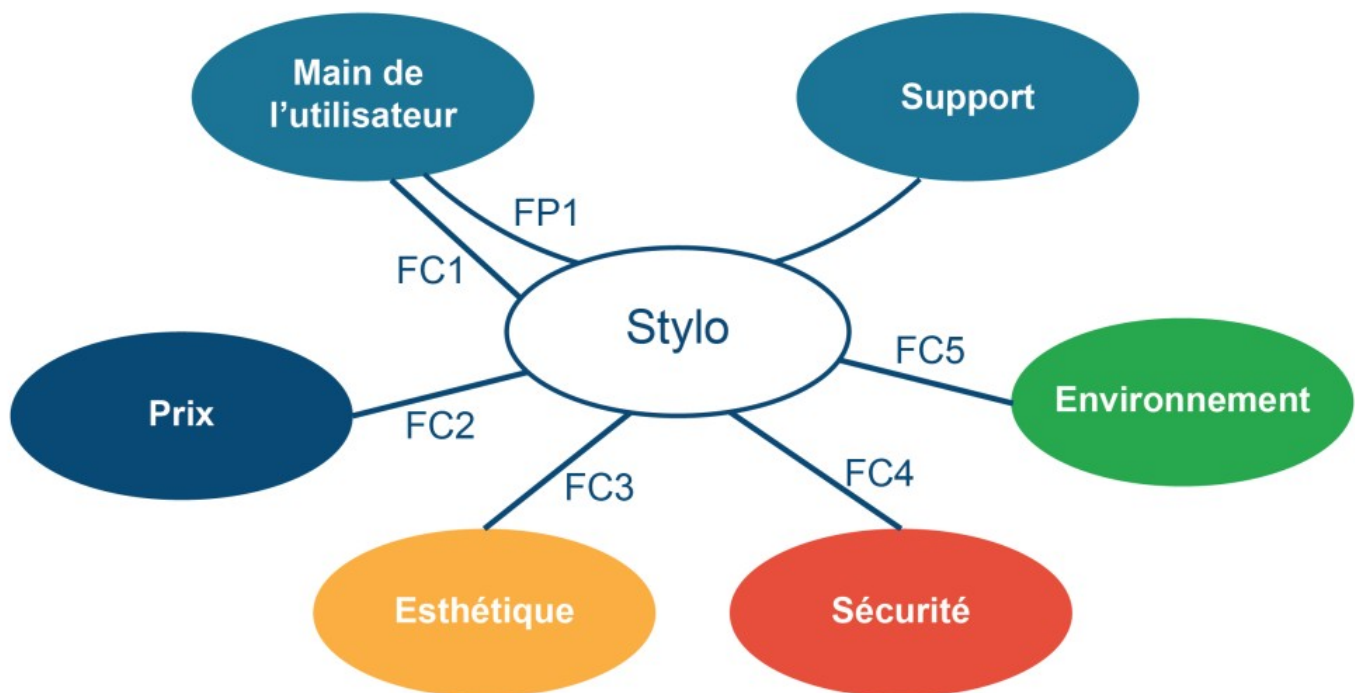 Main de
l’utilisateur
Support
FP1
FC1
Stylo
FC5
Prix
FC2
Environnement
FC3
FC4
Esthétique
Sécurité